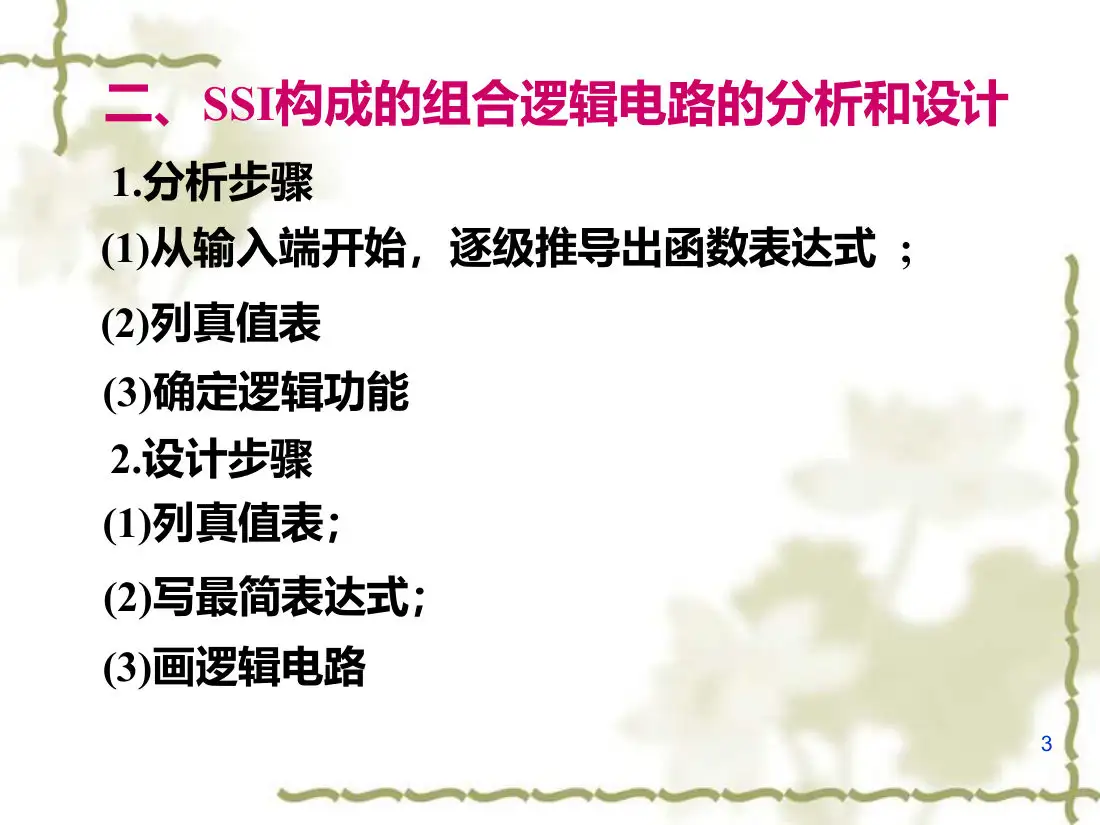 二、SSI构成的组合逻辑电路的分析和设计
1.分析步骤
(1)从输入端开始，逐级推导出函数表达式 ；
(2)列真值表
(3)确定逻辑功能
2.设计步骤
(1)列真值表；
(2)写最简表达式；
(3)画逻辑电路
3